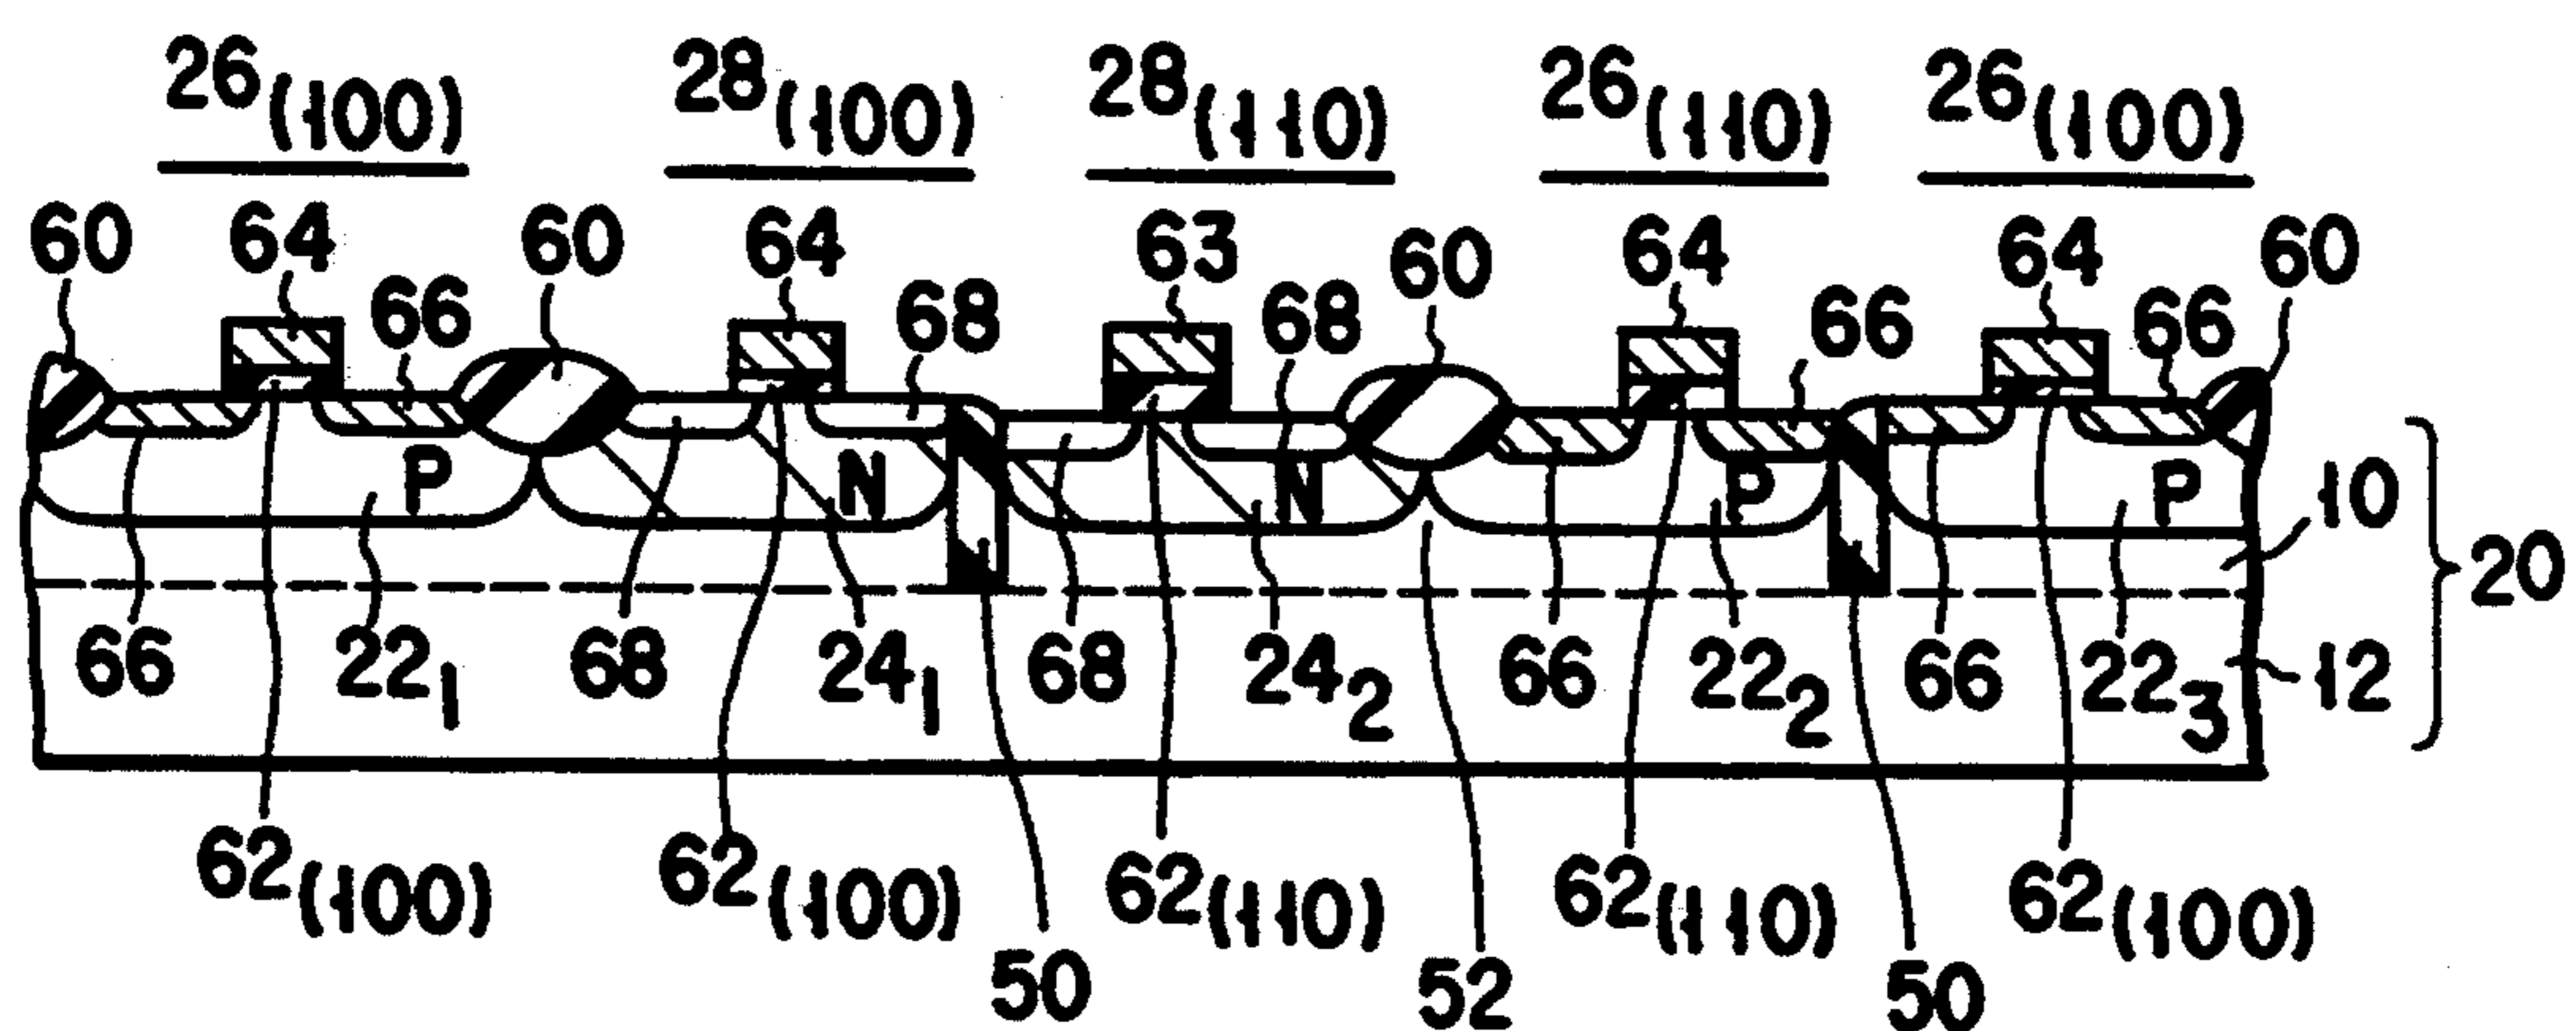 26(100) 28(100) 28(110) 26(110) 26(100)
60 64 60 64 63 60 64 64 60
66 68 68 66 66
P N N P P
10
20
66 22₁ 68 24₁ 68 24₂ 66 22₂ 66 22₃ 12
62(100) 62(100) 62(110) 62(110) 62(100)
50 52 50